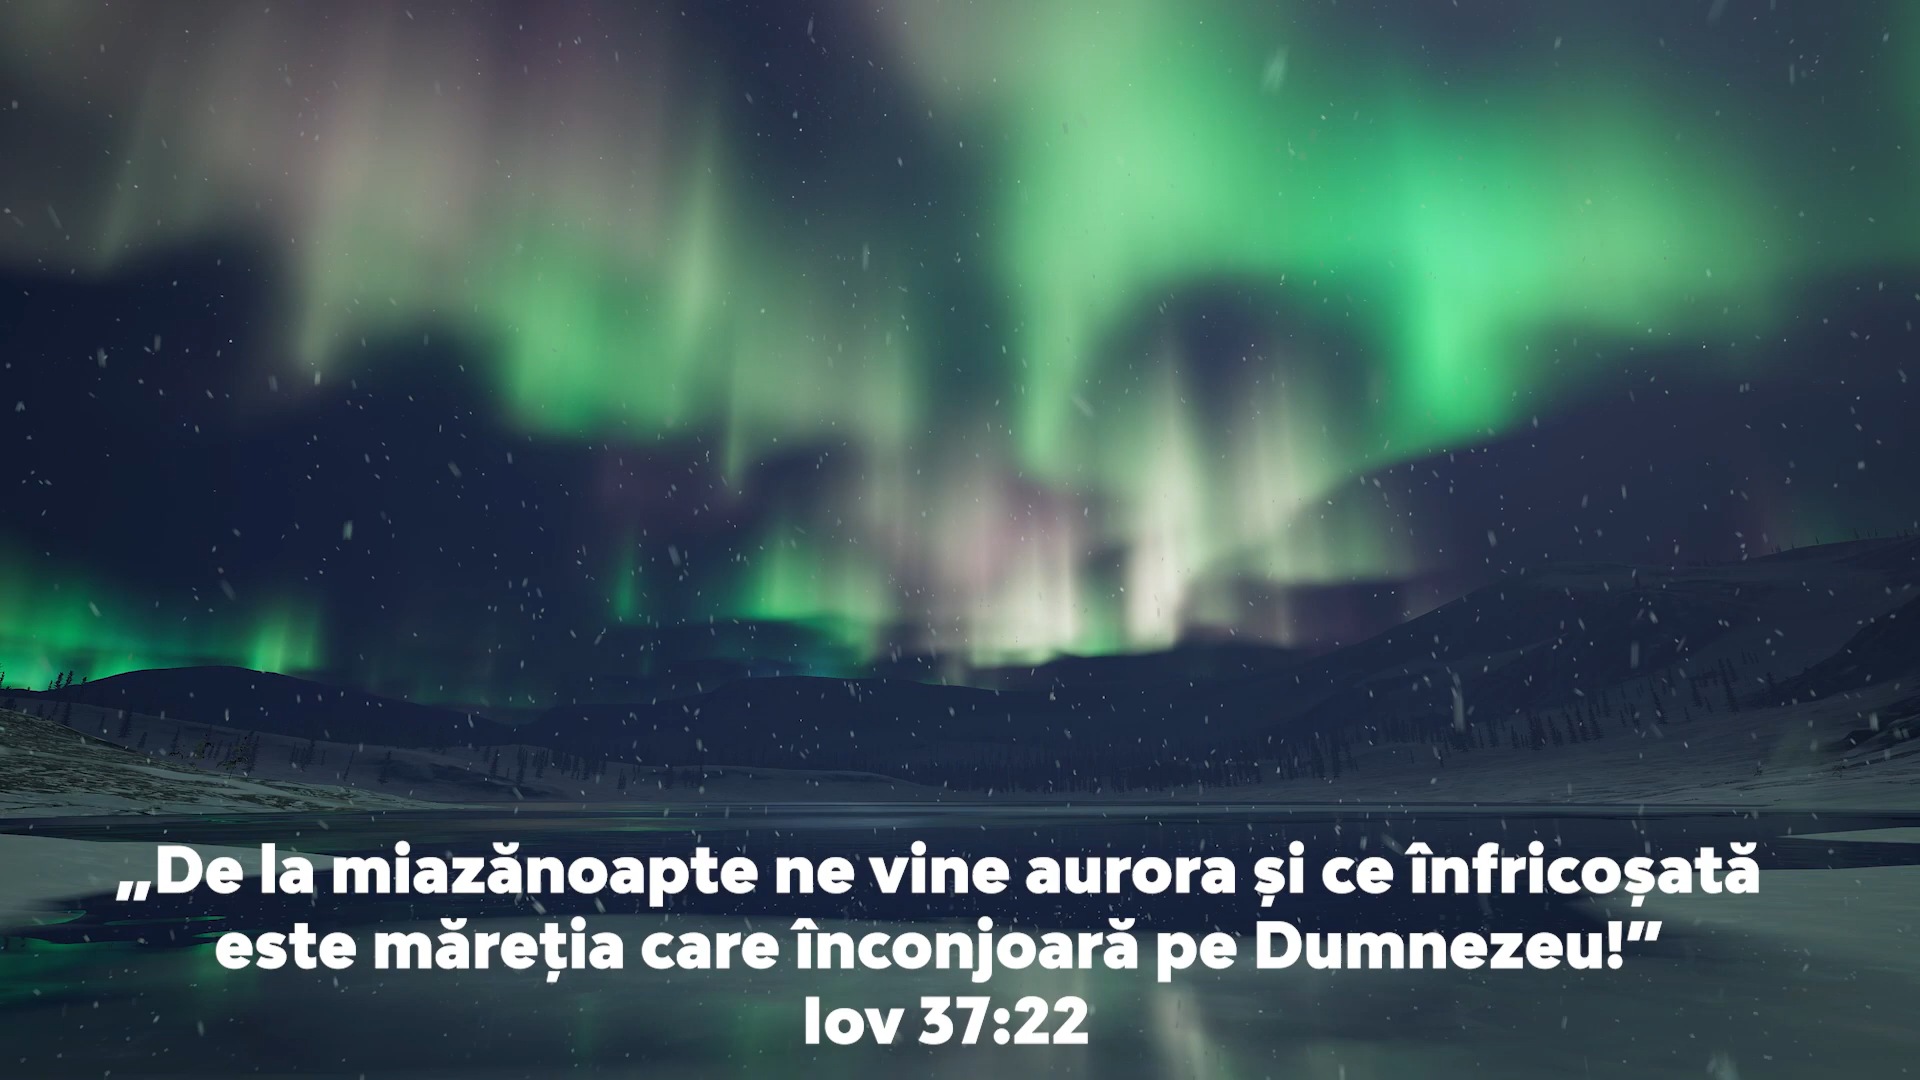 „De la miazănoapte ne vine aurora și ce înfricoșată
este măreția care înconjoară pe Dumnezeu!”
Iov 37:22